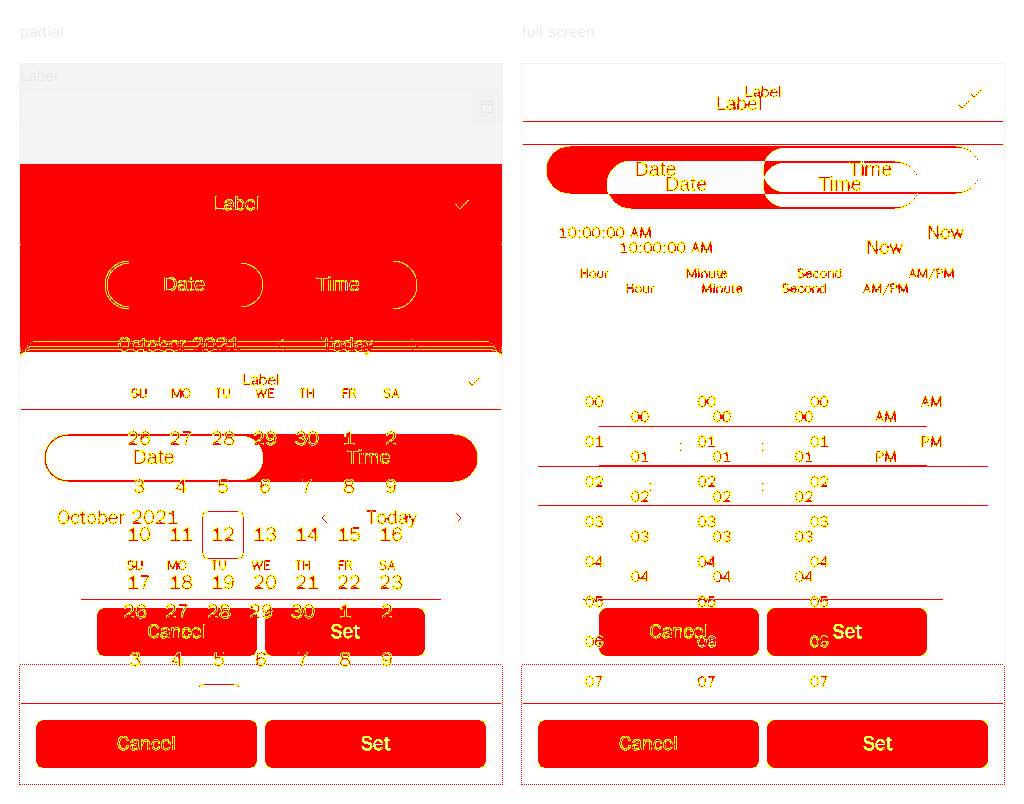 partial
Label
Label
Date Time
October 2021 Today
Label
SU MO TU WE TH FR SA
26 27 28 29 30 1 2
Date Time
3 4 5 6 7 8 9
October 2021 Today
10 11 12 13 14 15 16
SU MO TU WE TH FR SA
17 18 19 20 21 22 23
26 27 28 29 30 1 2
Cancel Set
3 4 5 6 7 8 9
Cancel Set
full screen
Label
Label
Date Time
Date Time
10:00:00 AM Now
10:00:00 AM Now
Hour Minute Second AM/PM
Hour Minute Second AM/PM
00 00 00 AM
00 00 00 AM
01 : 01 : 01 PM
01 01 01 PM
02 02 02
02 : 02 : 02
03 03 03
03 03 03
04 04 04
04 04 04
05 05 05
Cancel Set
06 06 06
07 07 07
Cancel Set